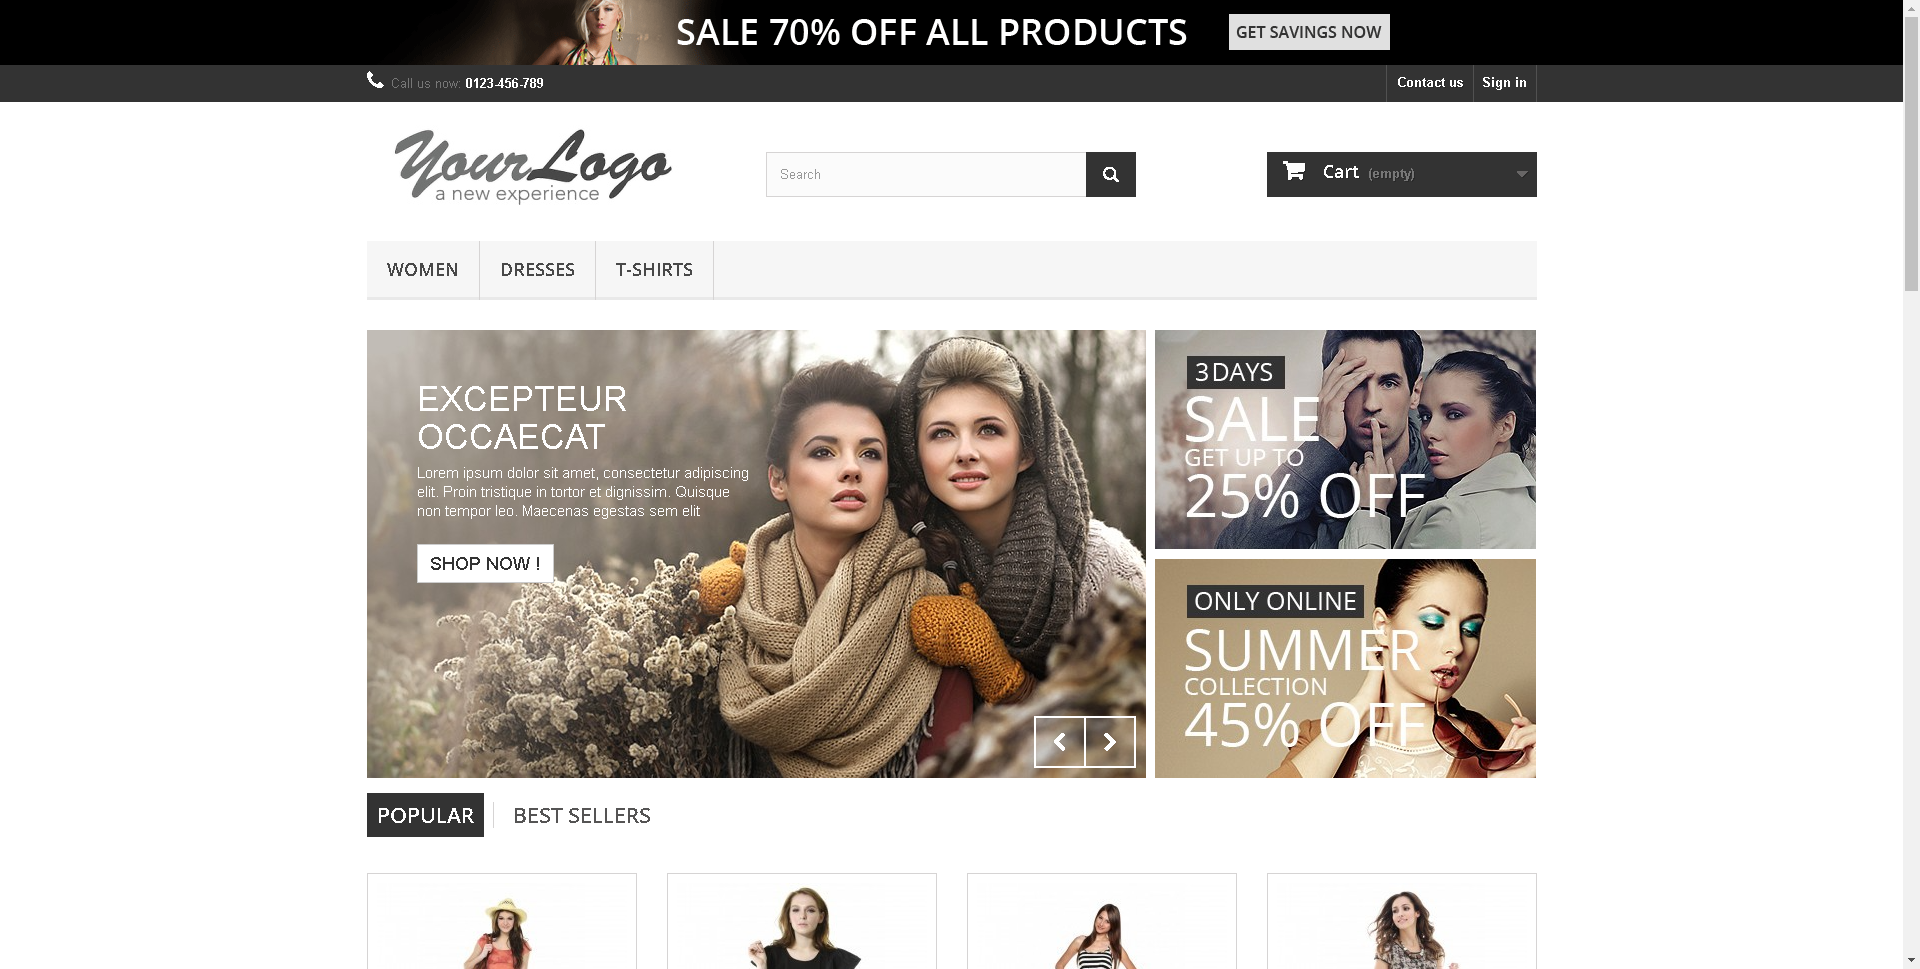 SALE 70% OFF ALL PRODUCTS
GET SAVINGS NOW
Call us now: 0123-456-789
Contact us
Sign in
YourLogo
a new experience
Search
Cart (empty)
WOMEN
DRESSES
T-SHIRTS
EXCEPTEUR
OCCAECAT
Lorem ipsum dolor sit amet, consectetur adipiscing
elit. Proin tristique in tortor et dignissim. Quisque
non tempor leo. Maecenas egestas sem elit
SHOP NOW !
3DAYS
SALE
GET UP TO
25% OFF
ONLY ONLINE
SUMMER
COLLECTION
45% OFF
POPULAR
BEST SELLERS